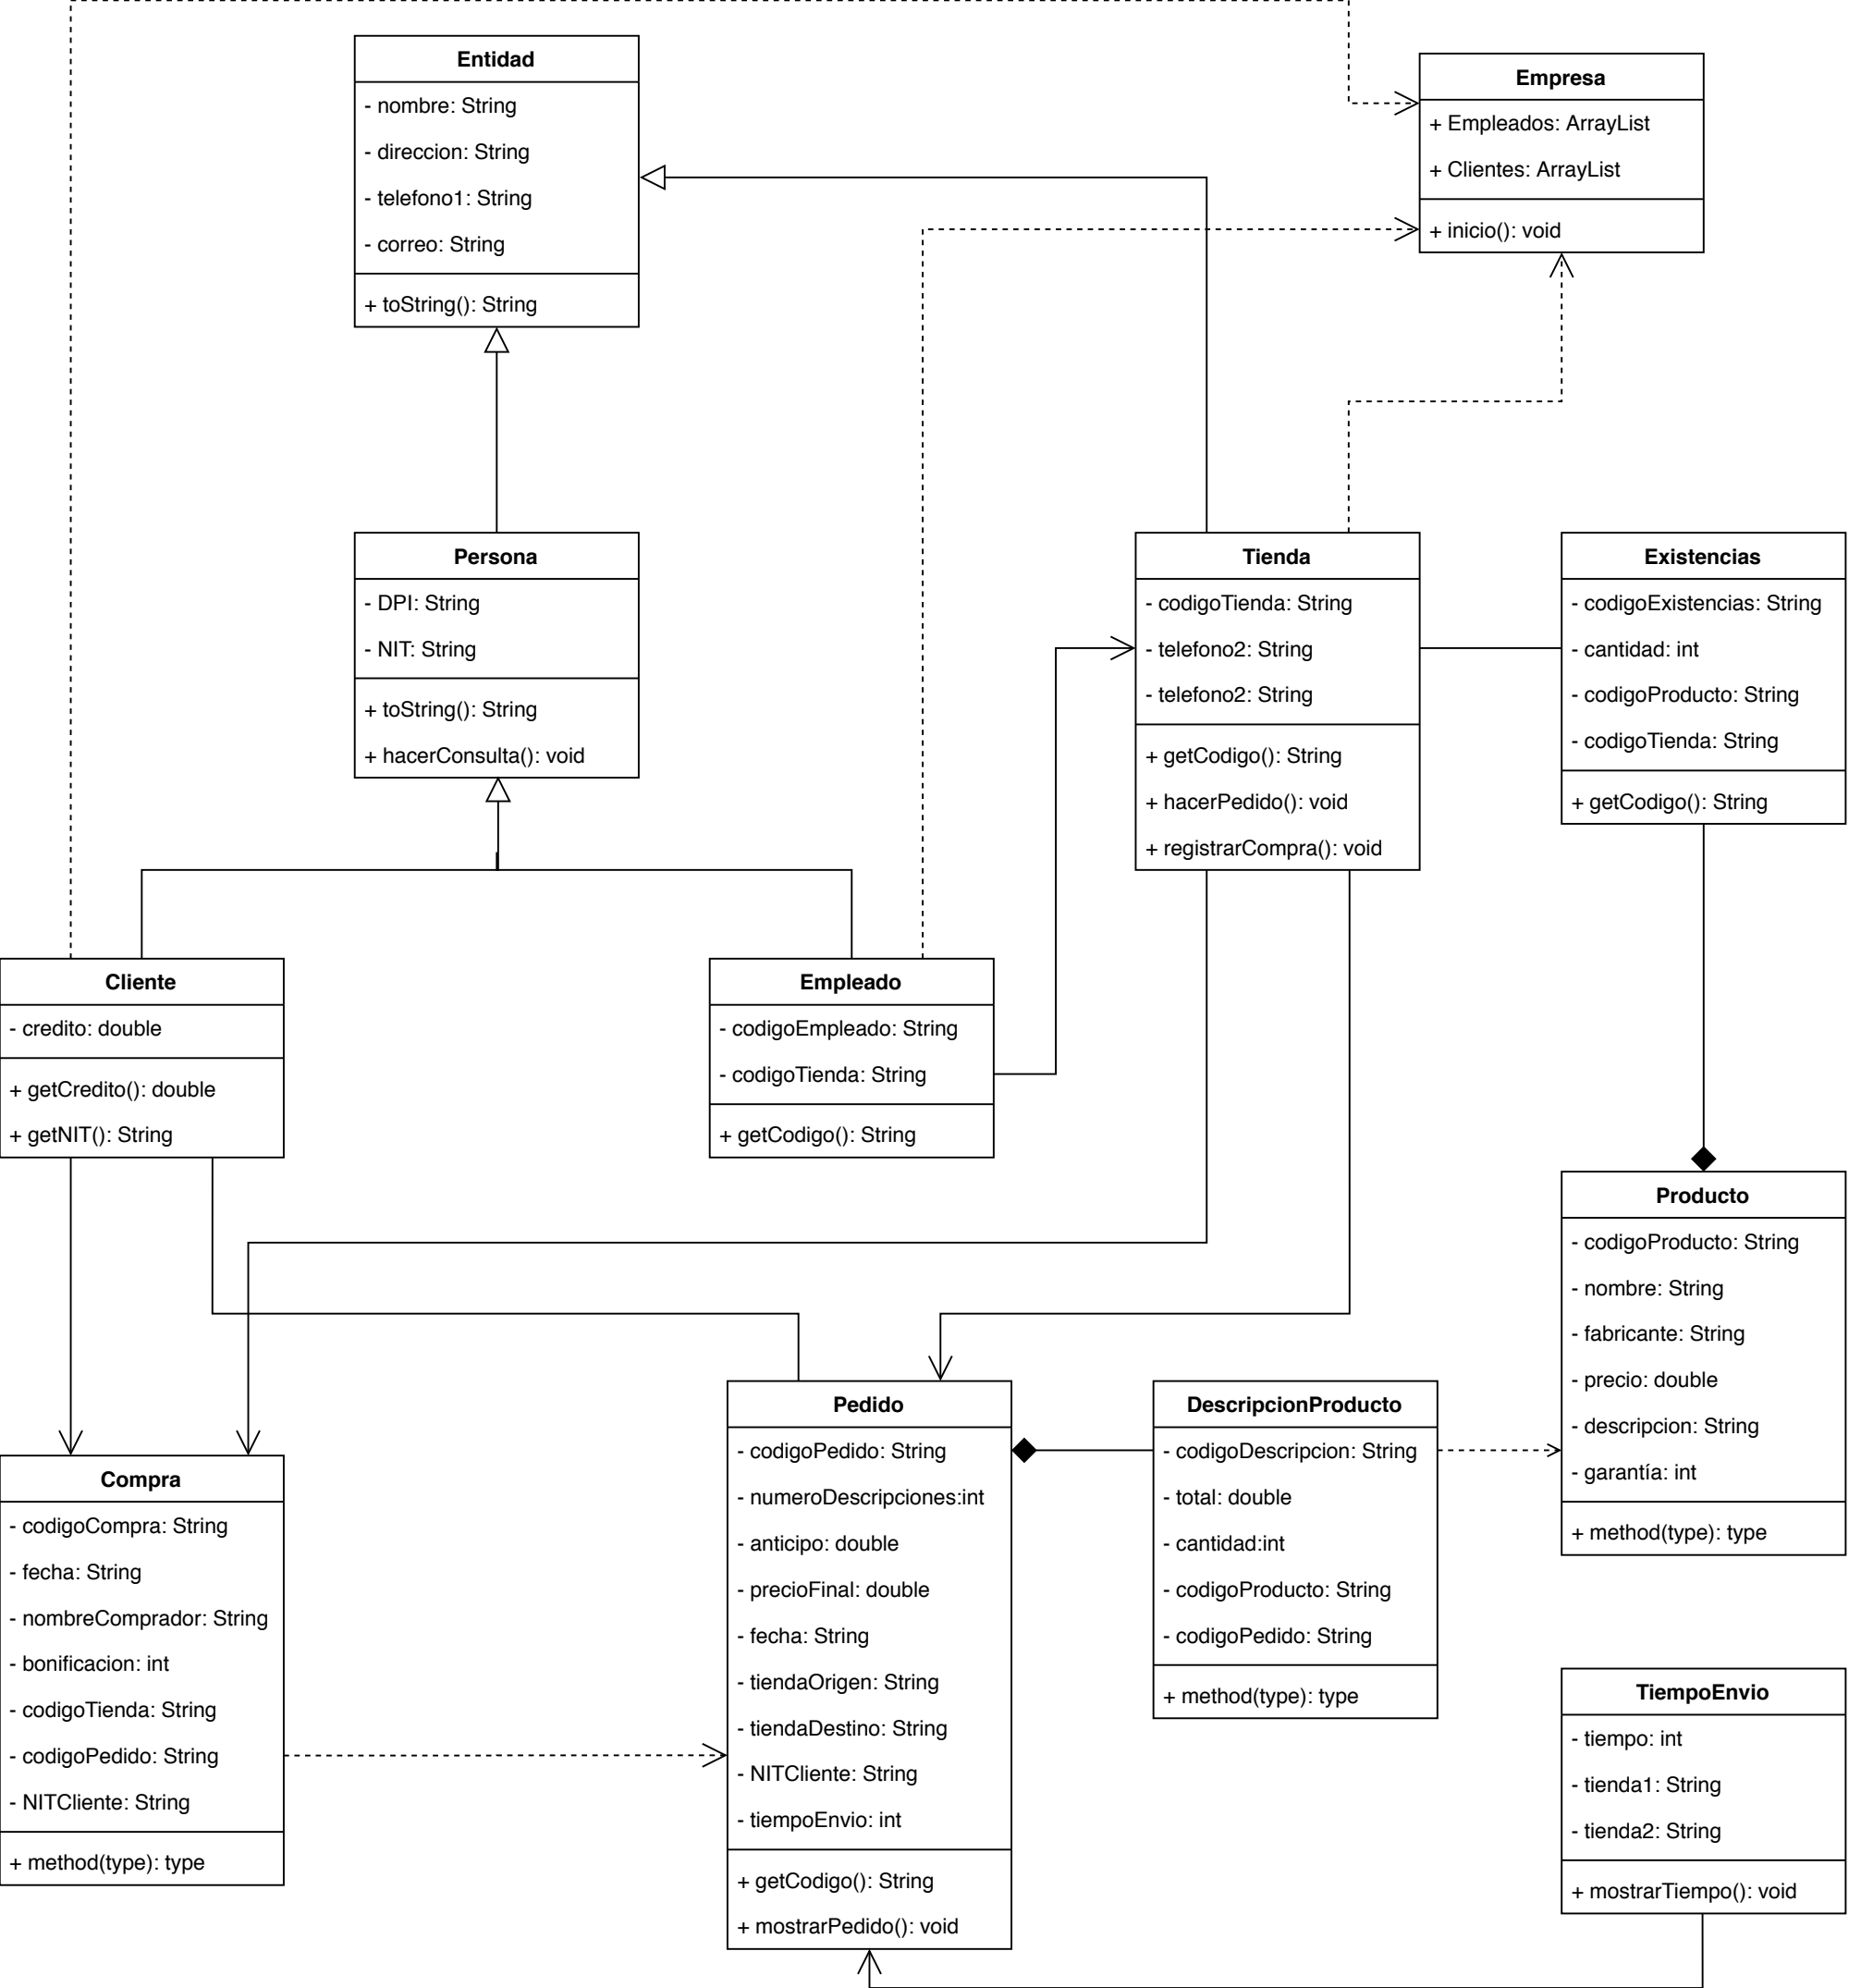 Entidad
- nombre: String
- direccion: String
- telefono1: String
- correo: String
+ toString(): String
Empresa
+ Empleados: ArrayList
+ Clientes: ArrayList
+ inicio(): void
Persona
- DPI: String
- NIT: String
+ toString(): String
+ hacerConsulta(): void
Tienda
- codigoTienda: String
- telefono2: String
- telefono2: String
+ getCodigo(): String
+ hacerPedido(): void
+ registrarCompra(): void
Existencias
- codigoExistencias: String
- cantidad: int
- codigoProducto: String
- codigoTienda: String
+ getCodigo(): String
Cliente
- credito: double
+ getCredito(): double
+ getNIT(): String
Empleado
- codigoEmpleado: String
- codigoTienda: String
+ getCodigo(): String
Producto
- codigoProducto: String
- nombre: String
- fabricante: String
- precio: double
- descripcion: String
- garantía: int
+ method(type): type
Compra
- codigoCompra: String
- fecha: String
- nombreComprador: String
- bonificacion: int
- codigoTienda: String
- codigoPedido: String
- NITCliente: String
+ method(type): type
Pedido
- codigoPedido: String
- numeroDescripciones:int
- anticipo: double
- precioFinal: double
- fecha: String
- tiendaOrigen: String
- tiendaDestino: String
- NITCliente: String
- tiempoEnvio: int
+ getCodigo(): String
+ mostrarPedido(): void
DescripcionProducto
- codigoDescripcion: String
- total: double
- cantidad:int
- codigoProducto: String
- codigoPedido: String
+ method(type): type
TiempoEnvio
- tiempo: int
- tienda1: String
- tienda2: String
+ mostrarTiempo(): void